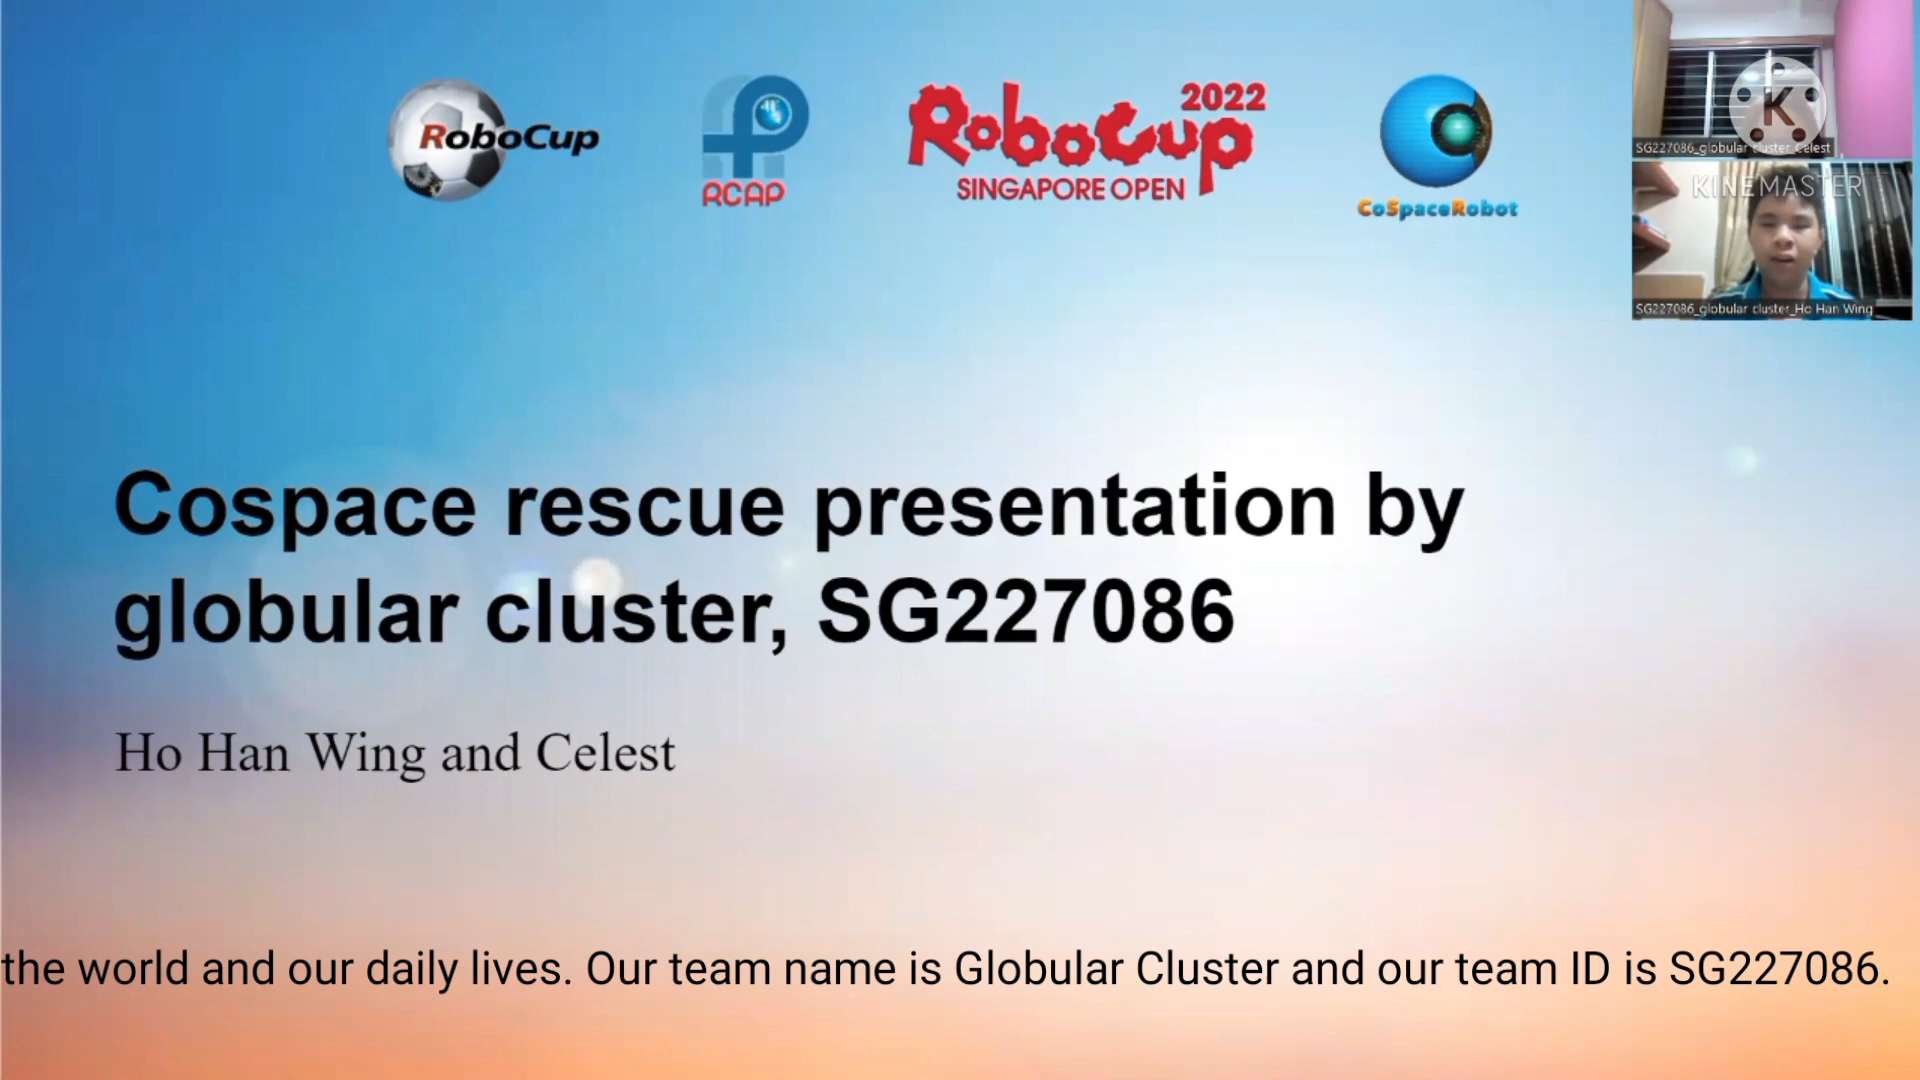 RoboCup
RCAP
RoboCup 2022
SINGAPORE OPEN
CoSpaceRobot
K
SG227086_globular cluster_Celest
KINEMASTER
SG227086_globular cluster_Ho Han Wing
Cospace rescue presentation by
globular cluster, SG227086
Ho Han Wing and Celest
the world and our daily lives. Our team name is Globular Cluster and our team ID is SG227086.